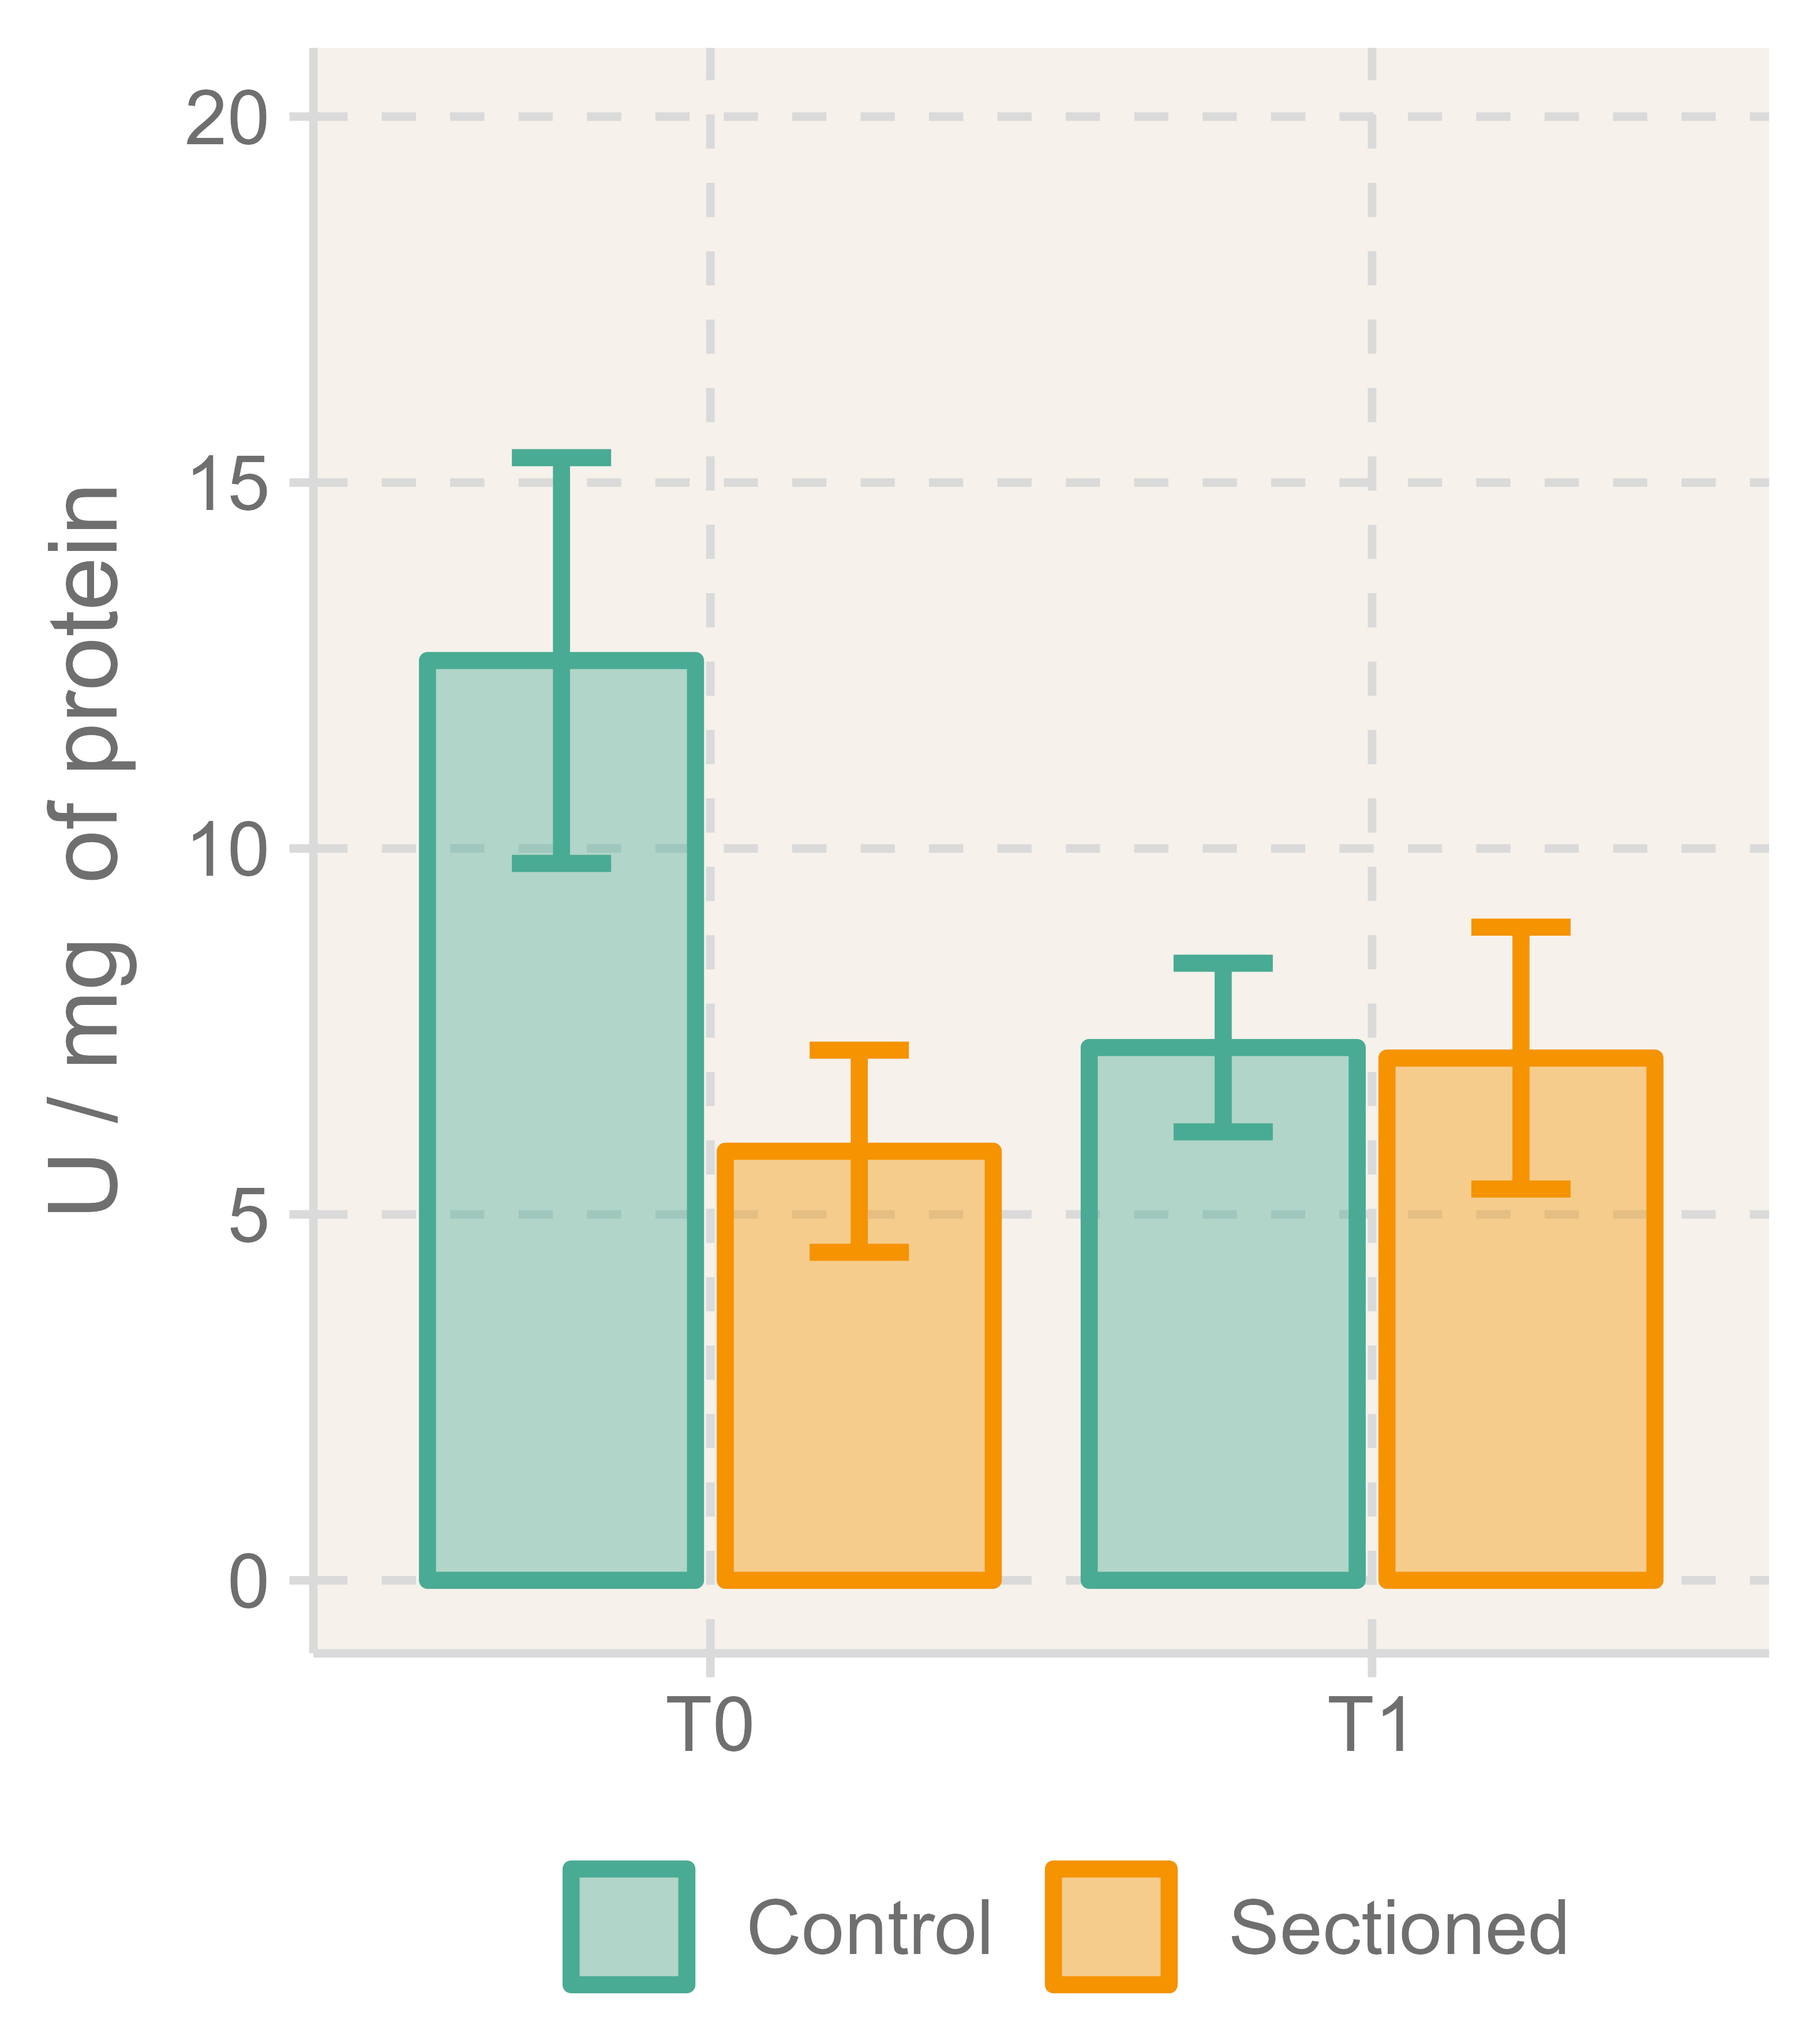 U / mg of protein
20
15
10
5
0
T0 T1
Control Sectioned